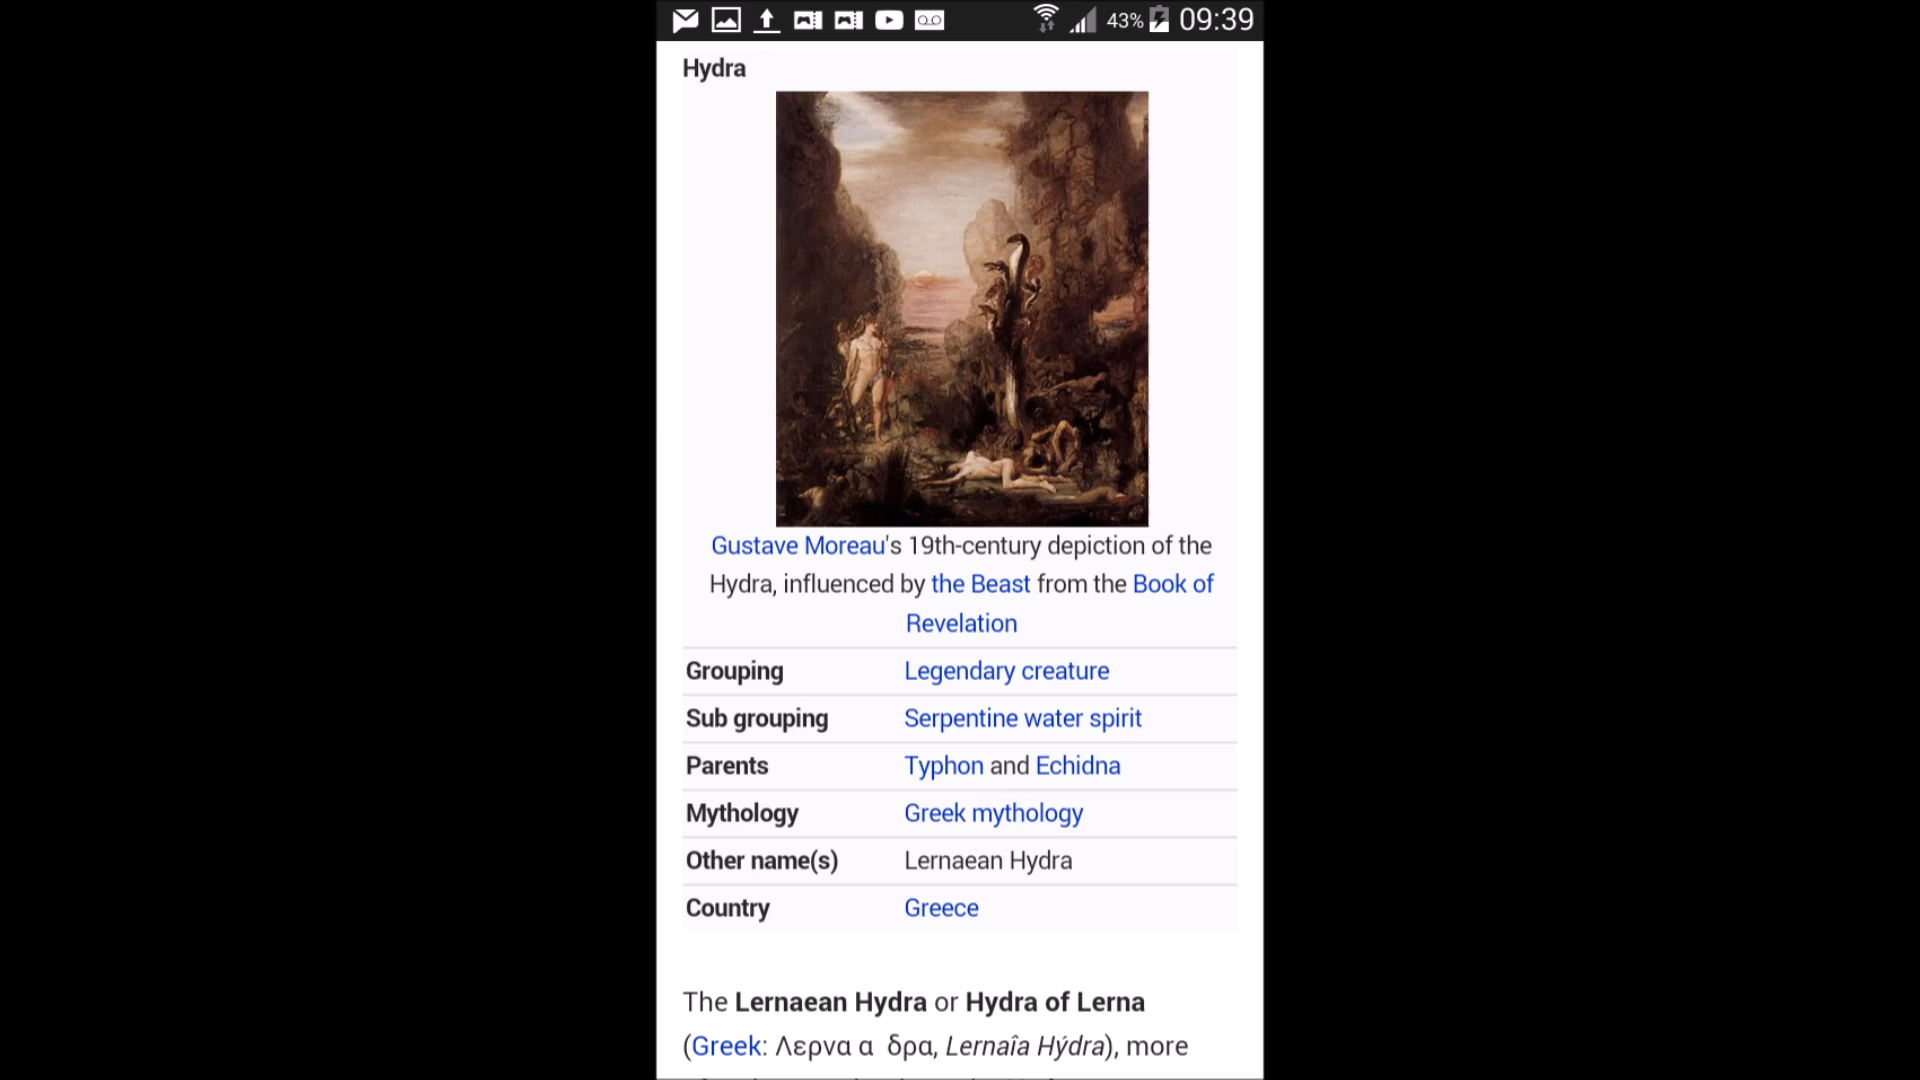 43% 09:39
Hydra
Gustave Moreau's 19th-century depiction of the
Hydra, influenced by the Beast from the Book of
Revelation
Grouping Legendary creature
Sub grouping Serpentine water spirit
Parents Typhon and Echidna
Mythology Greek mythology
Other name(s) Lernaean Hydra
Country Greece
The Lernaean Hydra or Hydra of Lerna
(Greek: Λερνα α δρα, Lernaîa Hýdra), more